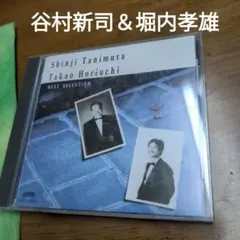 谷村新司＆堀内孝雄
Shinji Tanimura
Takao Horiuchi
BEST SELECTION